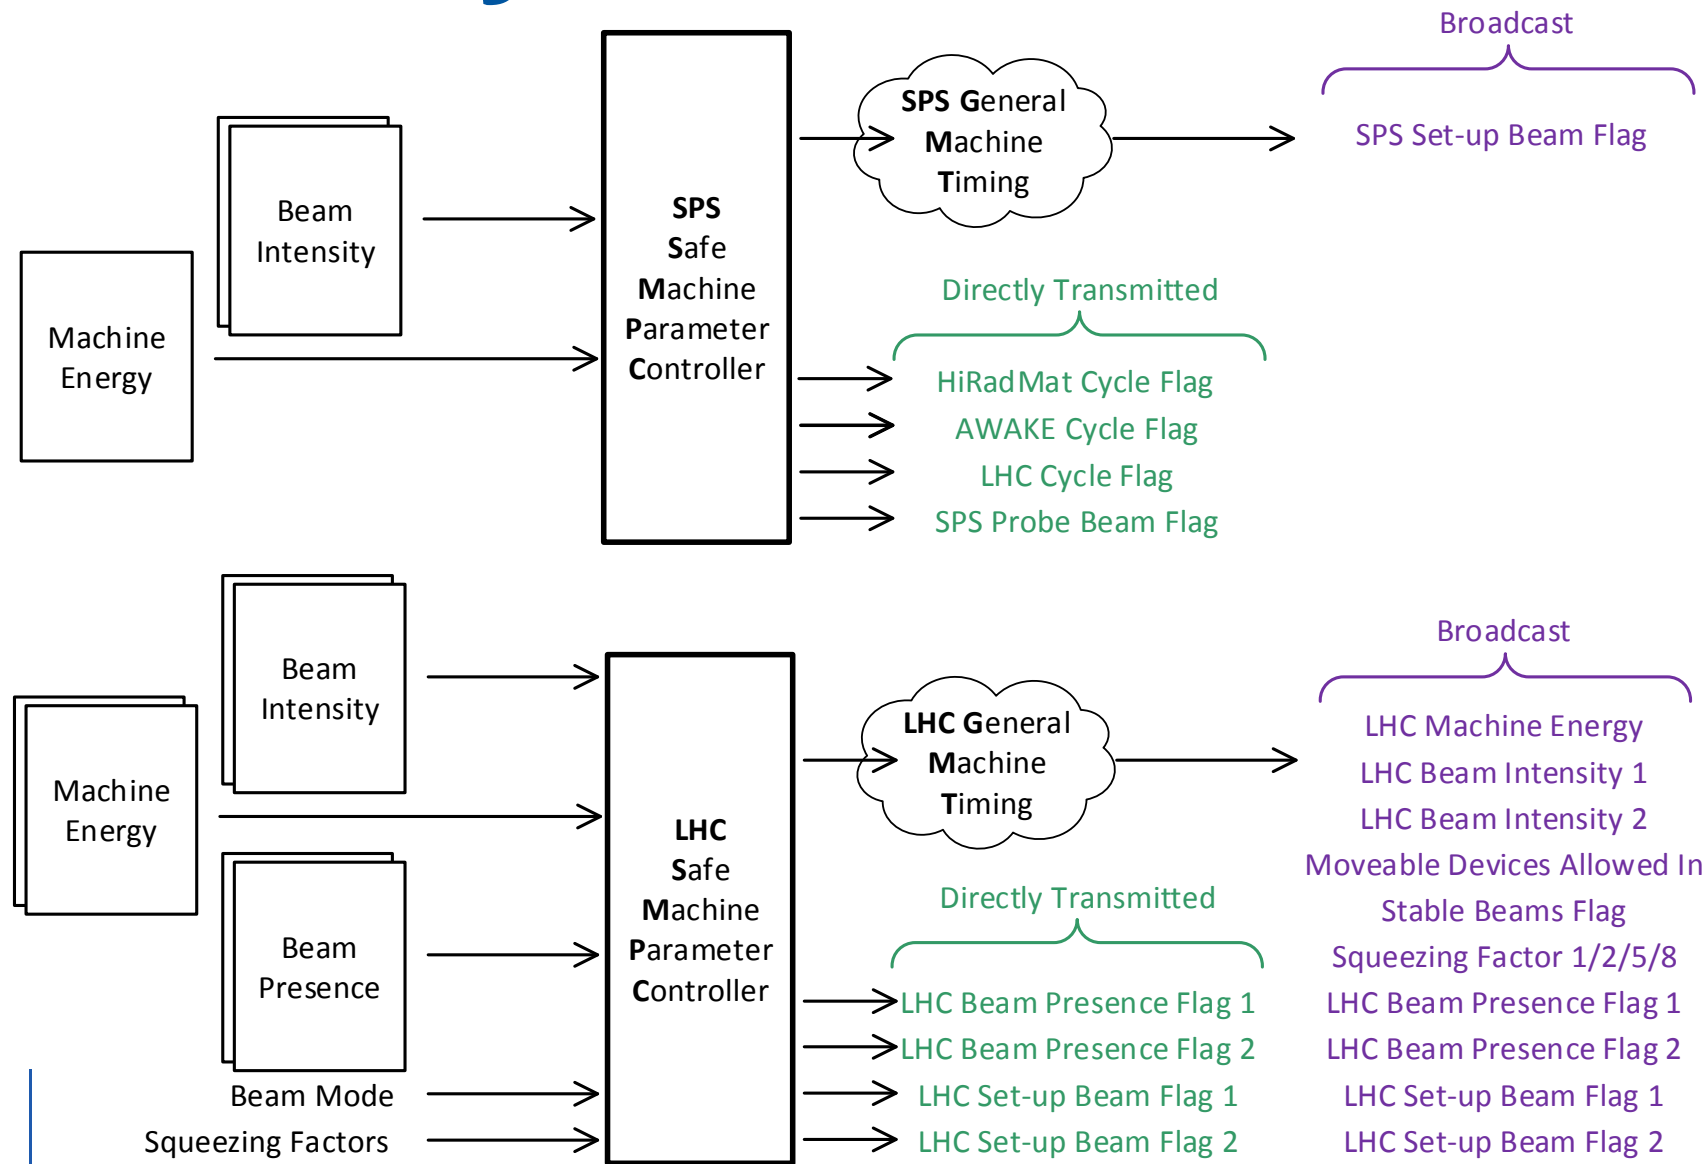 Broadcast
SPS General
Machine
Timing
SPS Set-up Beam Flag
Beam
Intensity
SPS
Safe
Machine
Parameter
Controller
Machine
Energy
Directly Transmitted
HiRadMat Cycle Flag
AWAKE Cycle Flag
LHC Cycle Flag
SPS Probe Beam Flag
Broadcast
Beam
Intensity
LHC General
Machine
Timing
LHC Machine Energy
LHC Beam Intensity 1
LHC Beam Intensity 2
Moveable Devices Allowed In
Stable Beams Flag
Squeezing Factor 1/2/5/8
LHC Beam Presence Flag 1
LHC Beam Presence Flag 2
LHC Set-up Beam Flag 1
LHC Set-up Beam Flag 2
Machine
Energy
LHC
Safe
Machine
Parameter
Controller
Beam
Presence
Beam Mode
Squeezing Factors
Directly Transmitted
LHC Beam Presence Flag 1
LHC Beam Presence Flag 2
LHC Set-up Beam Flag 1
LHC Set-up Beam Flag 2